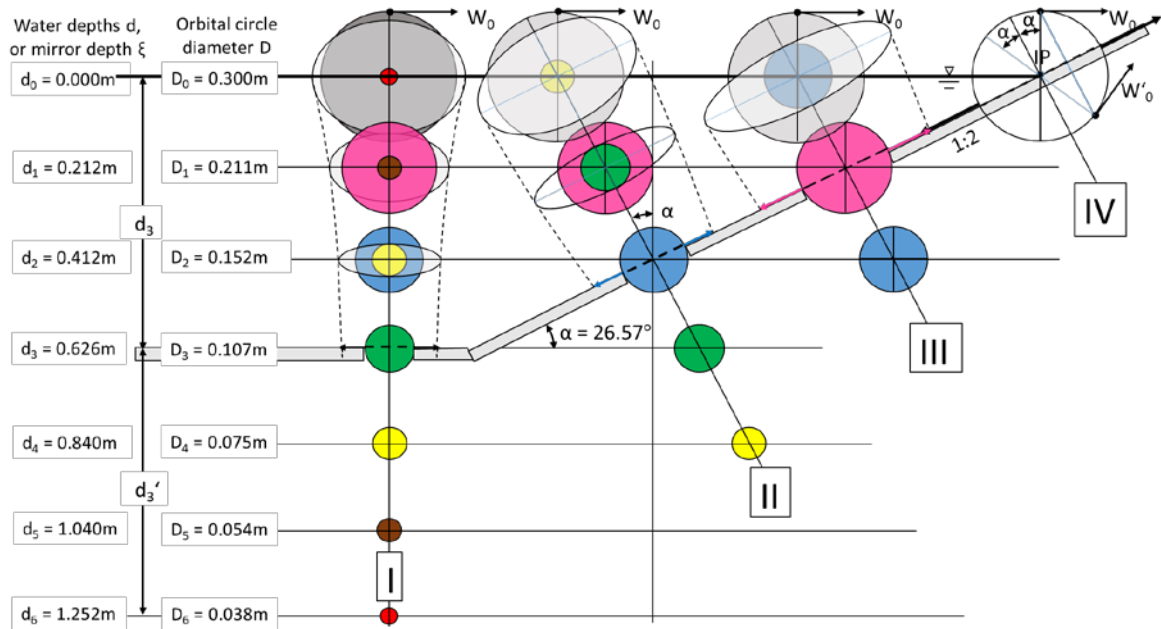 Water depths d,
or mirror depth ξ
Orbital circle
diameter D
W₀
W₀
W₀
W₀
α
α
IP
W'₀
d₀ = 0.000m
D₀ = 0.300m
1:2
d₁ = 0.212m
D₁ = 0.211m
IV
d₃
α
d₂ = 0.412m
D₂ = 0.152m
α = 26.57°
III
d₃ = 0.626m
D₃ = 0.107m
d₄ = 0.840m
D₄ = 0.075m
d₃'
II
d₅ = 1.040m
D₅ = 0.054m
I
d₆ = 1.252m
D₆ = 0.038m